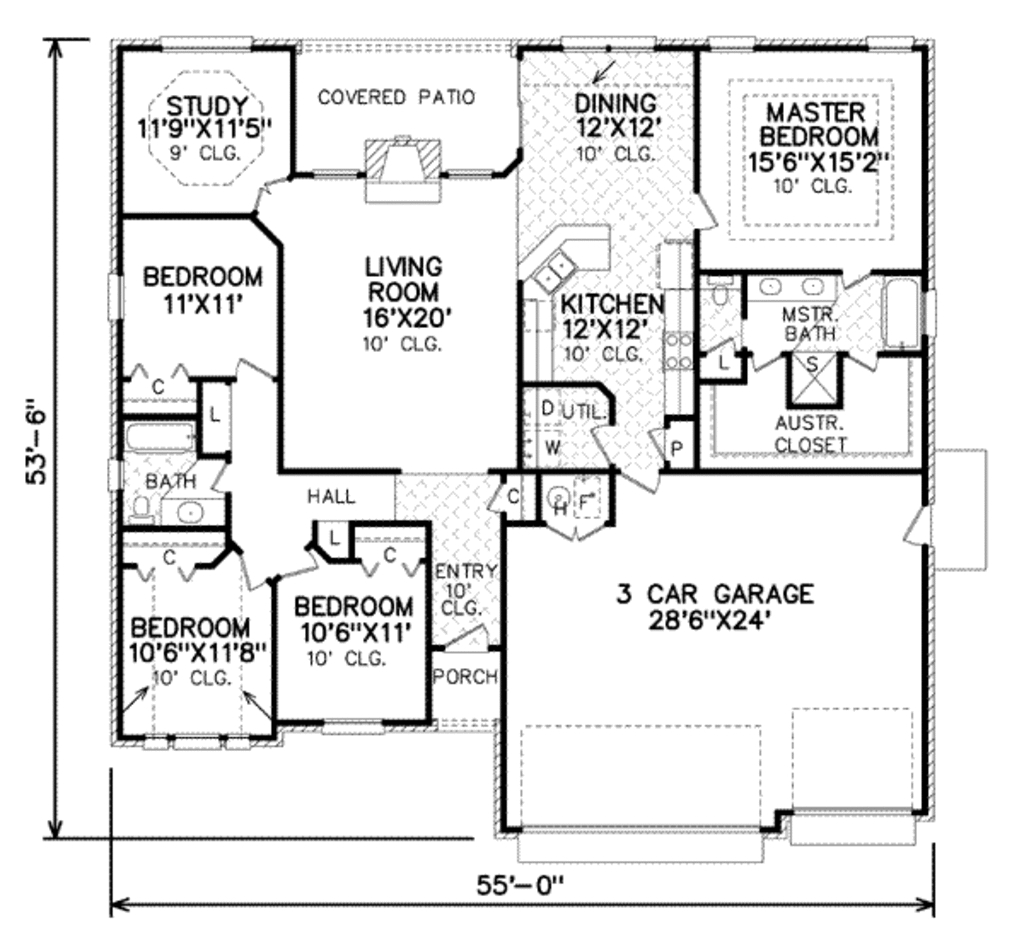 STUDY
11'9"X11'5"
9' CLG.
COVERED PATIO
DINING
12'X12'
10' CLG.
MASTER
BEDROOM
15'6"X15'2"
10' CLG.
BEDROOM
11'X11'
LIVING
ROOM
16'X20'
10' CLG.
KITCHEN
12'X12'
10' CLG.
MSTR.
BATH
L
S
C
L
D
UTIL.
W
P
AUSTR.
CLOSET
BATH
HALL
C
H
F
L
C
C
ENTRY
10'
CLG.
BEDROOM
10'6"X11'8"
10' CLG.
BEDROOM
10'6"X11'
10' CLG.
PORCH
3 CAR GARAGE
28'6"X24'
53'-6"
55'-0"